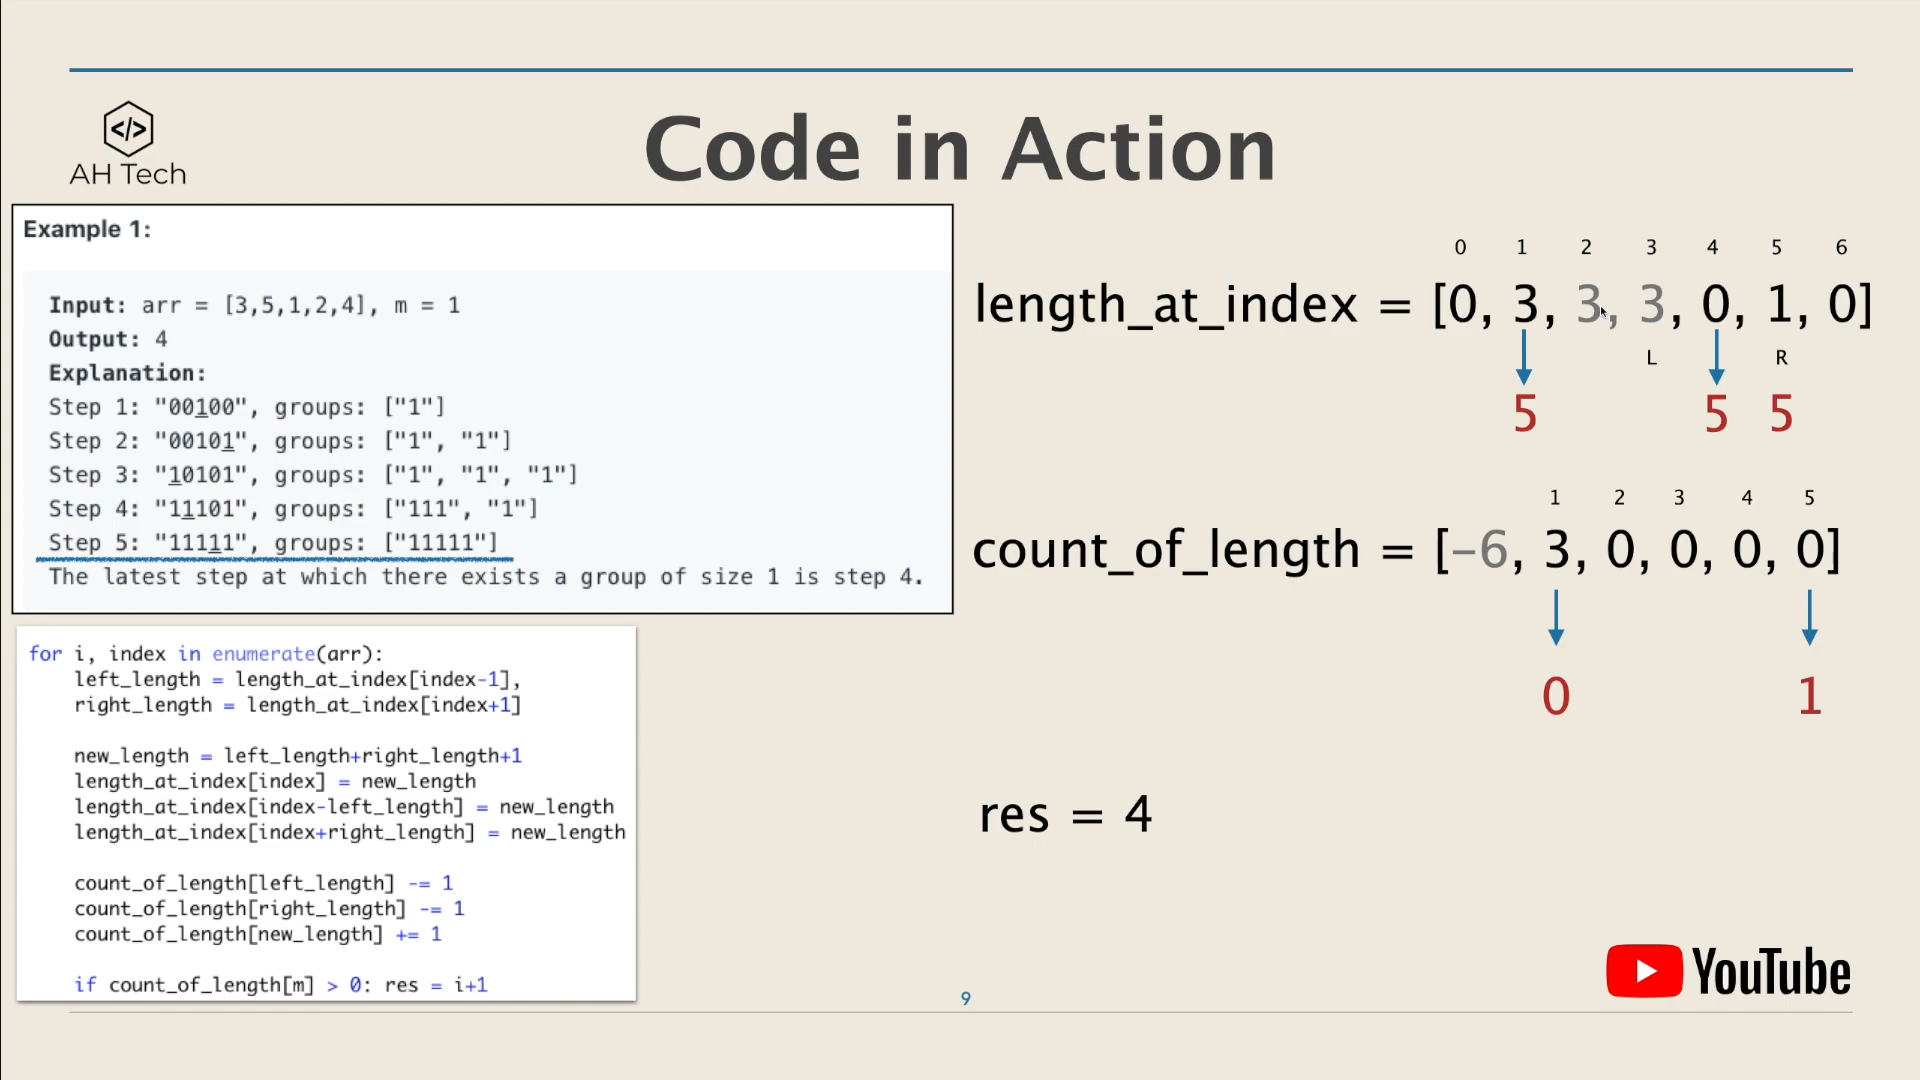 </>
AH Tech
Code in Action
Example 1:
Input: arr = [3,5,1,2,4], m = 1
Output: 4
Explanation:
Step 1: "00100", groups: ["1"]
Step 2: "00101", groups: ["1", "1"]
Step 3: "10101", groups: ["1", "1", "1"]
Step 4: "11101", groups: ["111", "1"]
Step 5: "11111", groups: ["11111"]
The latest step at which there exists a group of size 1 is step 4.
for i, index in enumerate(arr):
left_length = length_at_index[index-1],
right_length = length_at_index[index+1]
new_length = left_length+right_length+1
length_at_index[index] = new_length
length_at_index[index-left_length] = new_length
length_at_index[index+right_length] = new_length
count_of_length[left_length] -= 1
count_of_length[right_length] -= 1
count_of_length[new_length] += 1
if count_of_length[m] > 0: res = i+1
0 1 2 3 4 5 6
length_at_index = [0, 3, 3, 3, 0, 1, 0]
L R
5 5 5
1 2 3 4 5
count_of_length = [-6, 3, 0, 0, 0, 0]
0 1
res = 4
9
YouTube